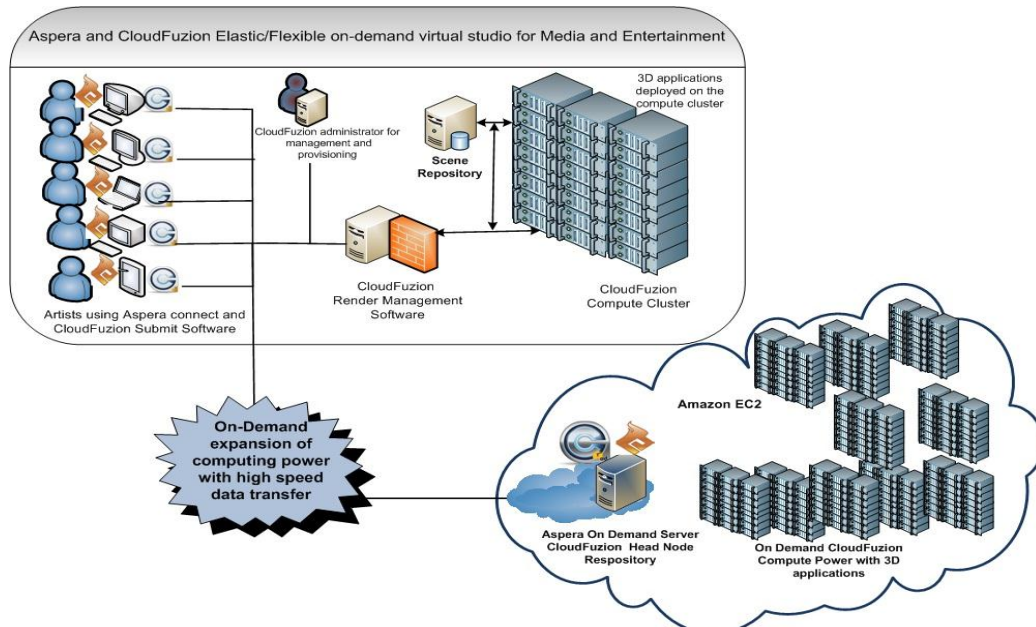 Aspera and CloudFuzion Elastic/Flexible on-demand virtual studio for Media and Entertainment
3D applications
deployed on the
compute cluster
CloudFuzion administrator for
management and
provisioning
Scene
Repository
CloudFuzion
Render Management
Software
CloudFuzion
Compute Cluster
Artists using Aspera connect and
CloudFuzion Submit Software
On-Demand
expansion of
computing power
with high speed
data transfer
Amazon EC2
Aspera On Demand Server
CloudFuzion Head Node
Respository
On Demand CloudFuzion
Compute Power with 3D
applications